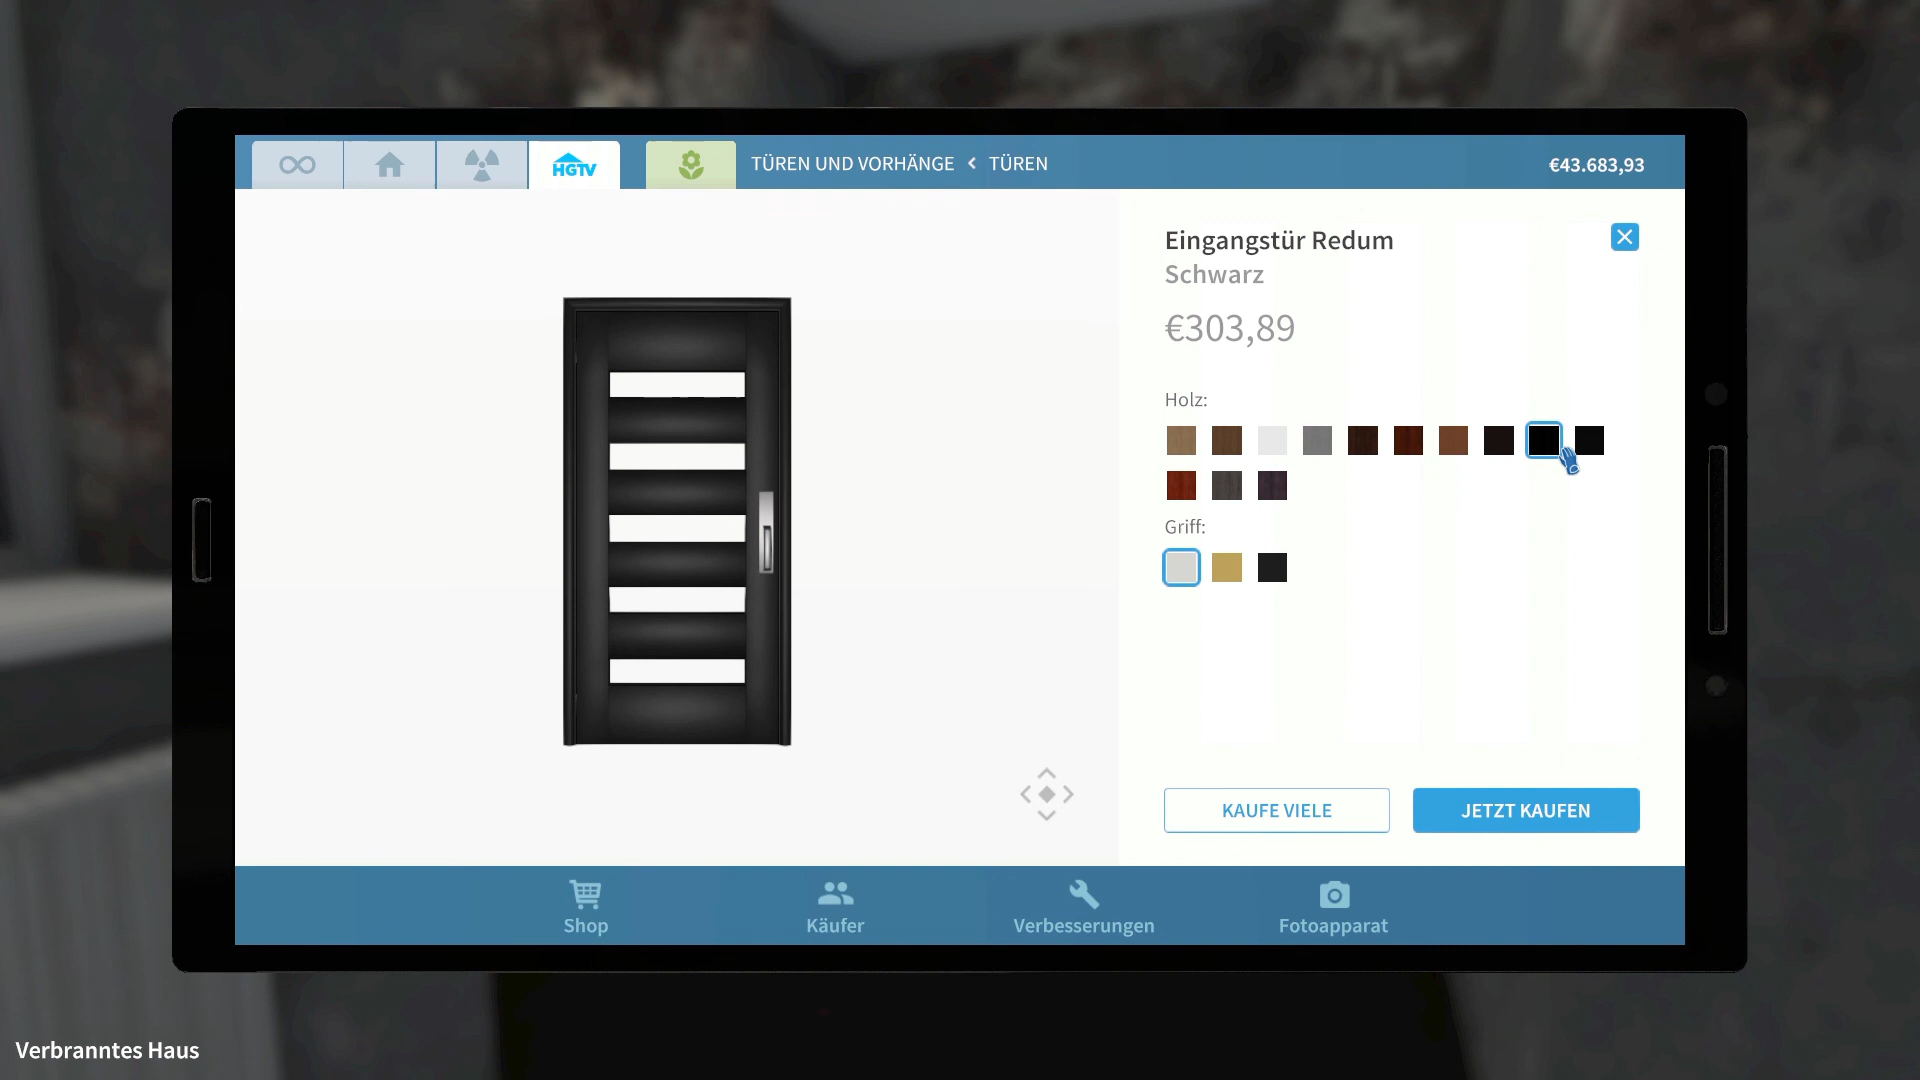 HGTV
TÜREN UND VORHÄNGE < TÜREN
€43.683,93
Eingangstür Redum
Schwarz
€303,89
Holz:
Griff:
KAUFE VIELE
JETZT KAUFEN
Shop
Käufer
Verbesserungen
Fotoapparat
Verbranntes Haus